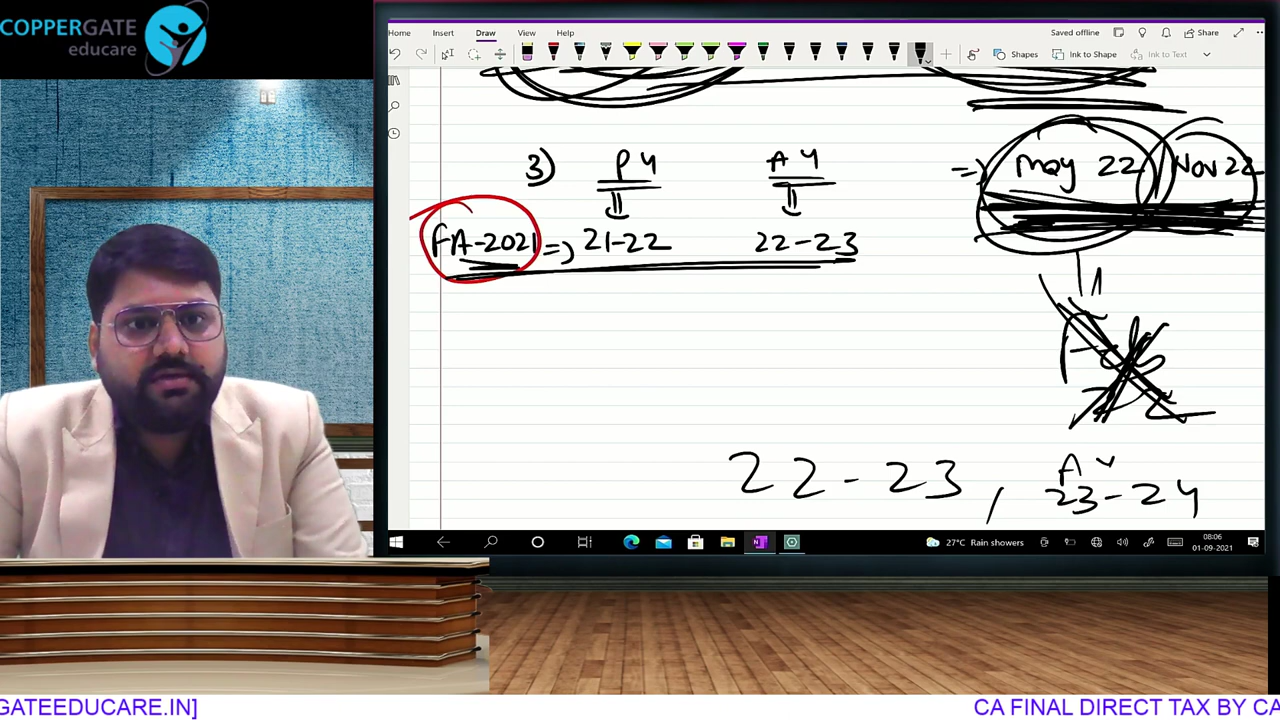 COPPERGATE
educare
Home Insert Draw View Help
Saved offline
Share
Shapes
Ink to Shape
Ink to Text
3) PY AY => May 22 Nov 22
FA-2021 => 21-22 22-23
22-23, AY 23-24
27°C Rain showers
08:06
01-09-2021
GATEEDUCARE.IN]
CA FINAL DIRECT TAX BY CA